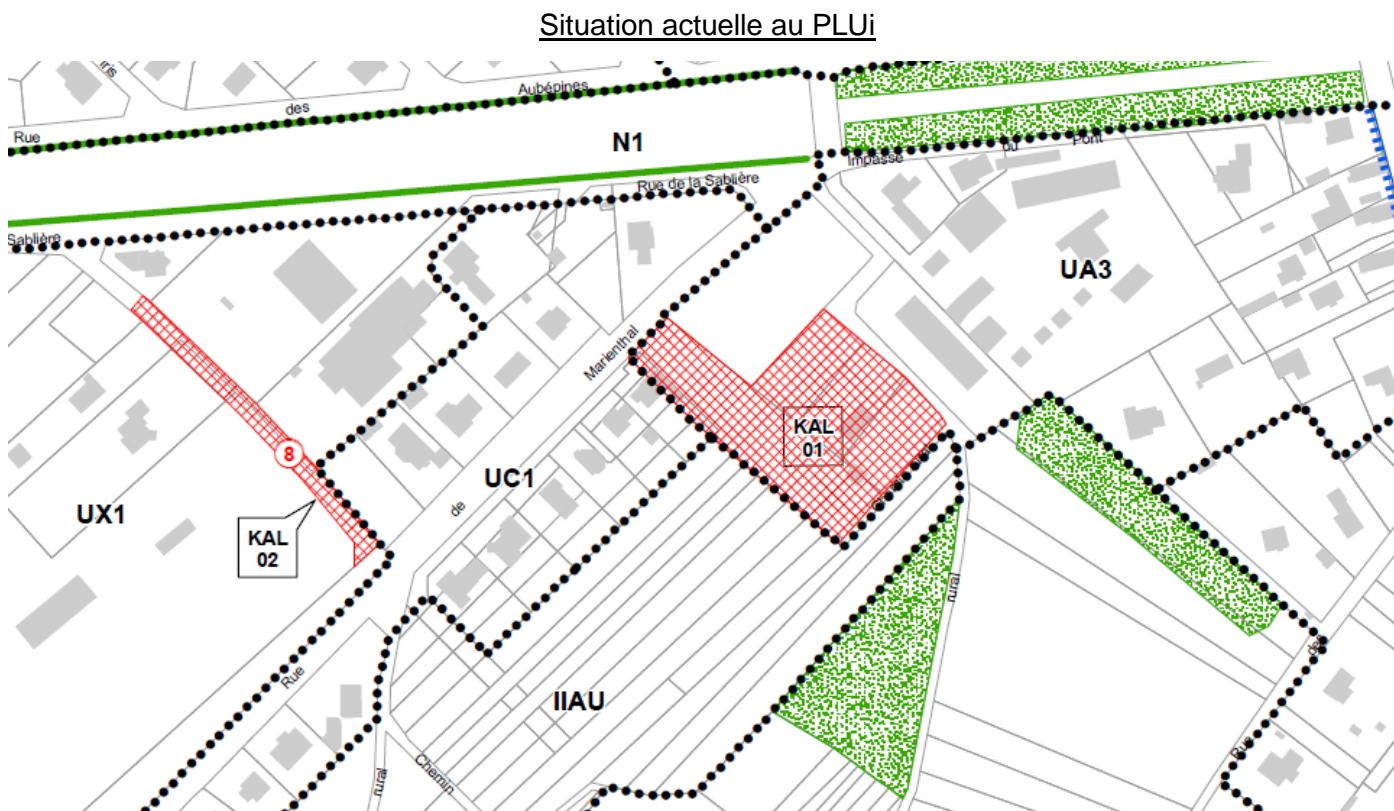 Situation actuelle au PLUi
Aubépines
des
Rue
N1
Impasse
du
Pont
Rue de la Sablière
Sablière
UA3
Marienthal
KAL
01
8
UC1
de
UX1
KAL
02
rural
des
Rue
IIAU
Rue
Chemin
rural